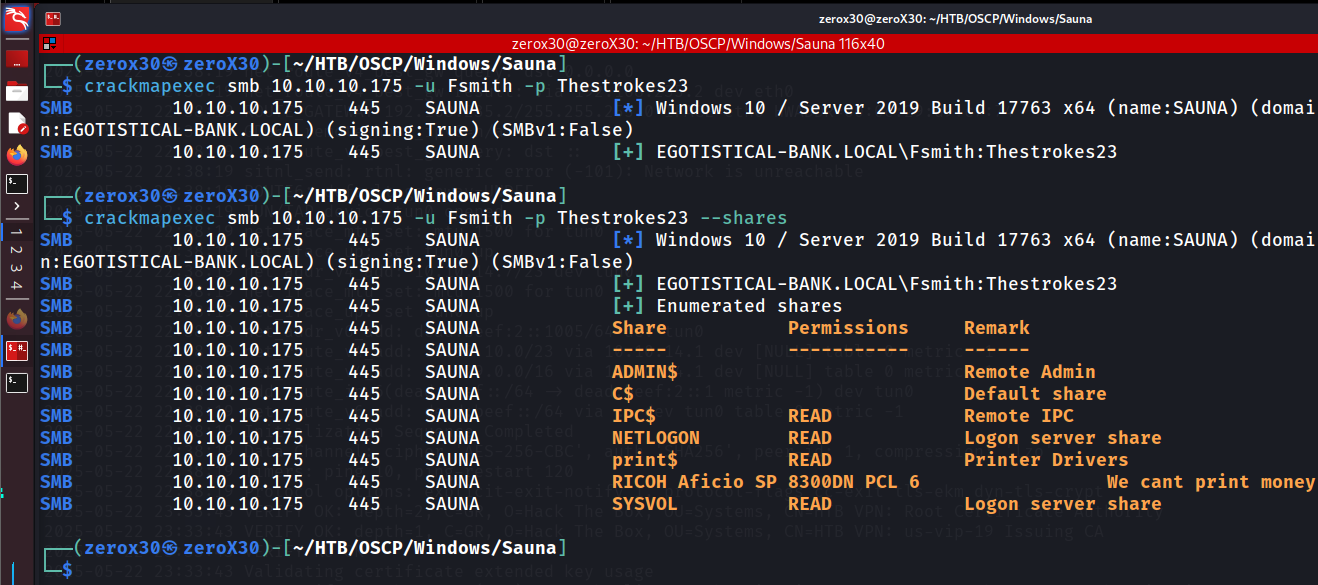 zerox30@zeroX30: ~/HTB/OSCP/Windows/Sauna
zerox30@zeroX30: ~/HTB/OSCP/Windows/Sauna 116x40
┌──(zerox30㉿ zeroX30)-[~/HTB/OSCP/Windows/Sauna]
└─$ crackmapexec smb 10.10.10.175 -u Fsmith -p Thestrokes23
SMB 10.10.10.175 445 SAUNA [*] Windows 10 / Server 2019 Build 17763 x64 (name:SAUNA) (domai
n:EGOTISTICAL-BANK.LOCAL) (signing:True) (SMBv1:False)
SMB 10.10.10.175 445 SAUNA [+] EGOTISTICAL-BANK.LOCAL\Fsmith:Thestrokes23
┌──(zerox30㉿ zeroX30)-[~/HTB/OSCP/Windows/Sauna]
└─$ crackmapexec smb 10.10.10.175 -u Fsmith -p Thestrokes23 --shares
SMB 10.10.10.175 445 SAUNA [*] Windows 10 / Server 2019 Build 17763 x64 (name:SAUNA) (domai
n:EGOTISTICAL-BANK.LOCAL) (signing:True) (SMBv1:False)
SMB 10.10.10.175 445 SAUNA [+] EGOTISTICAL-BANK.LOCAL\Fsmith:Thestrokes23
SMB 10.10.10.175 445 SAUNA [+] Enumerated shares
SMB 10.10.10.175 445 SAUNA Share Permissions Remark
SMB 10.10.10.175 445 SAUNA ----- ----------- ------
SMB 10.10.10.175 445 SAUNA ADMIN$ Remote Admin
SMB 10.10.10.175 445 SAUNA C$ Default share
SMB 10.10.10.175 445 SAUNA IPC$ READ Remote IPC
SMB 10.10.10.175 445 SAUNA NETLOGON READ Logon server share
SMB 10.10.10.175 445 SAUNA print$ READ Printer Drivers
SMB 10.10.10.175 445 SAUNA RICOH Aficio SP 8300DN PCL 6 We cant print money
SMB 10.10.10.175 445 SAUNA SYSVOL READ Logon server share
┌──(zerox30㉿ zeroX30)-[~/HTB/OSCP/Windows/Sauna]
└─$
1
2
3
4